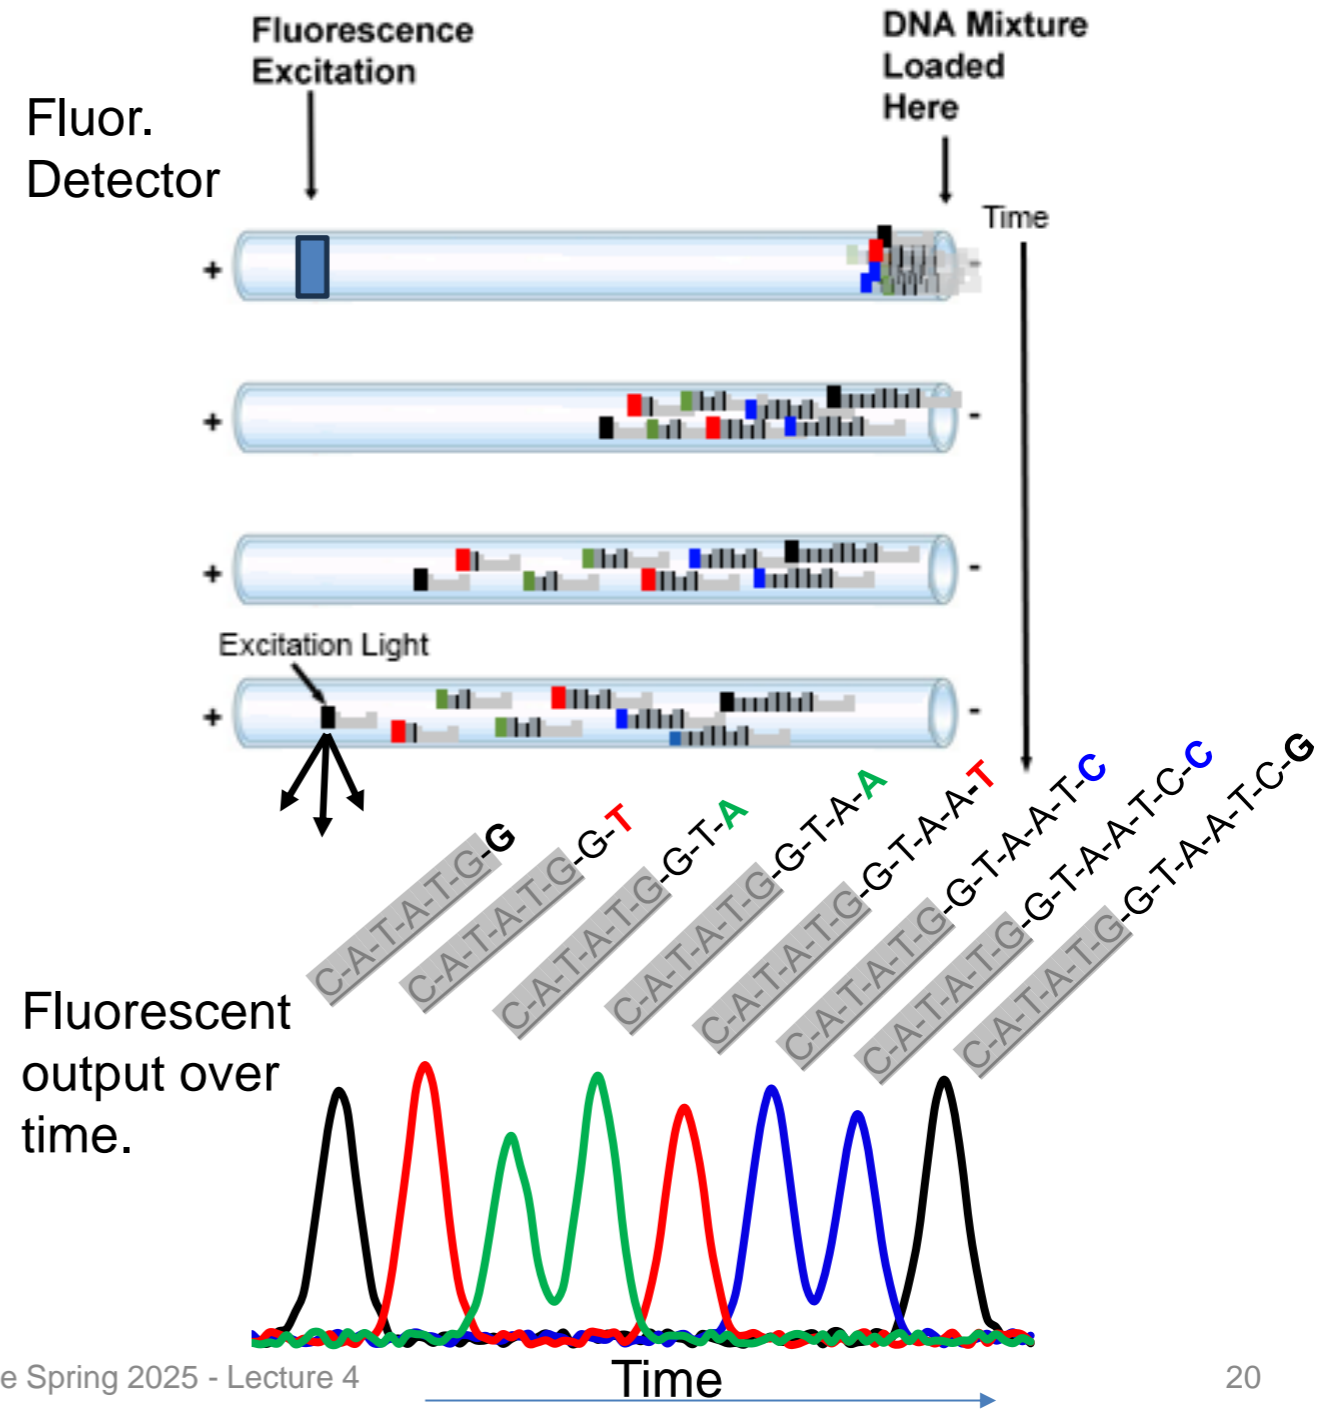 Fluorescence
Excitation
DNA Mixture
Loaded
Here
Fluor.
Detector
Time
+
-
+
-
+
-
Excitation Light
+
-
C-A-T-A-T-G-G
C-A-T-A-T-G-G-T
C-A-T-A-T-G-G-T-A
C-A-T-A-T-G-G-T-A-A
C-A-T-A-T-G-G-T-A-A-T
C-A-T-A-T-G-G-T-A-A-T-C
C-A-T-A-T-G-G-T-A-A-T-C-C
C-A-T-A-T-G-G-T-A-A-T-C-G
Fluorescent
output over
time.
Time
e Spring 2025 - Lecture 4
20